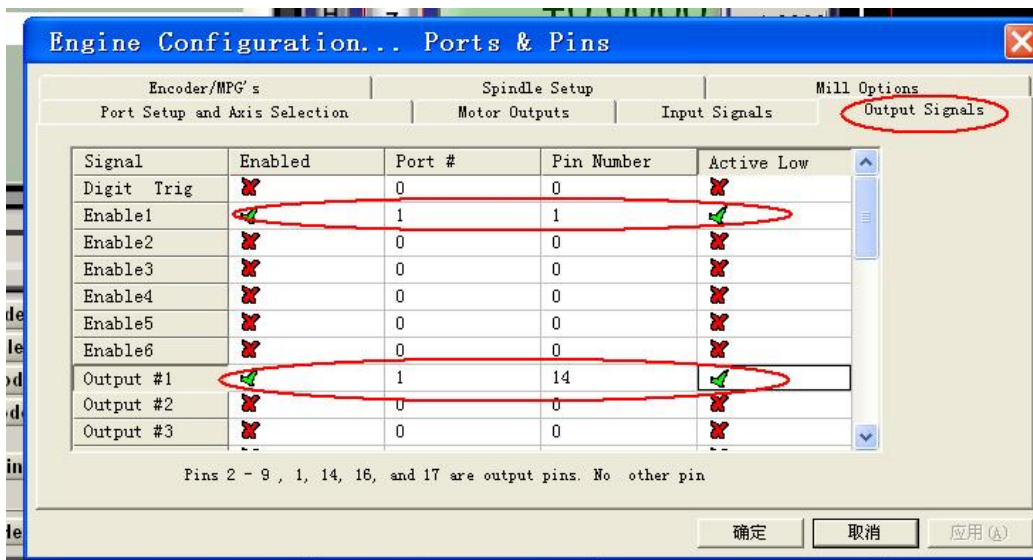 Engine Configuration... Ports & Pins
Encoder/MPG's Spindle Setup Mill Options
Port Setup and Axis Selection Motor Outputs Input Signals Output Signals
Signal Enabled Port # Pin Number Active Low
Digit Trig 0 0
Enable1 1 1
Enable2 0 0
Enable3 0 0
Enable4 0 0
Enable5 0 0
Enable6 0 0
Output #1 1 14
Output #2 0 0
Output #3 0 0
Pins 2 - 9 , 1, 14, 16, and 17 are output pins. No other pin
确定 取消 应用(A)